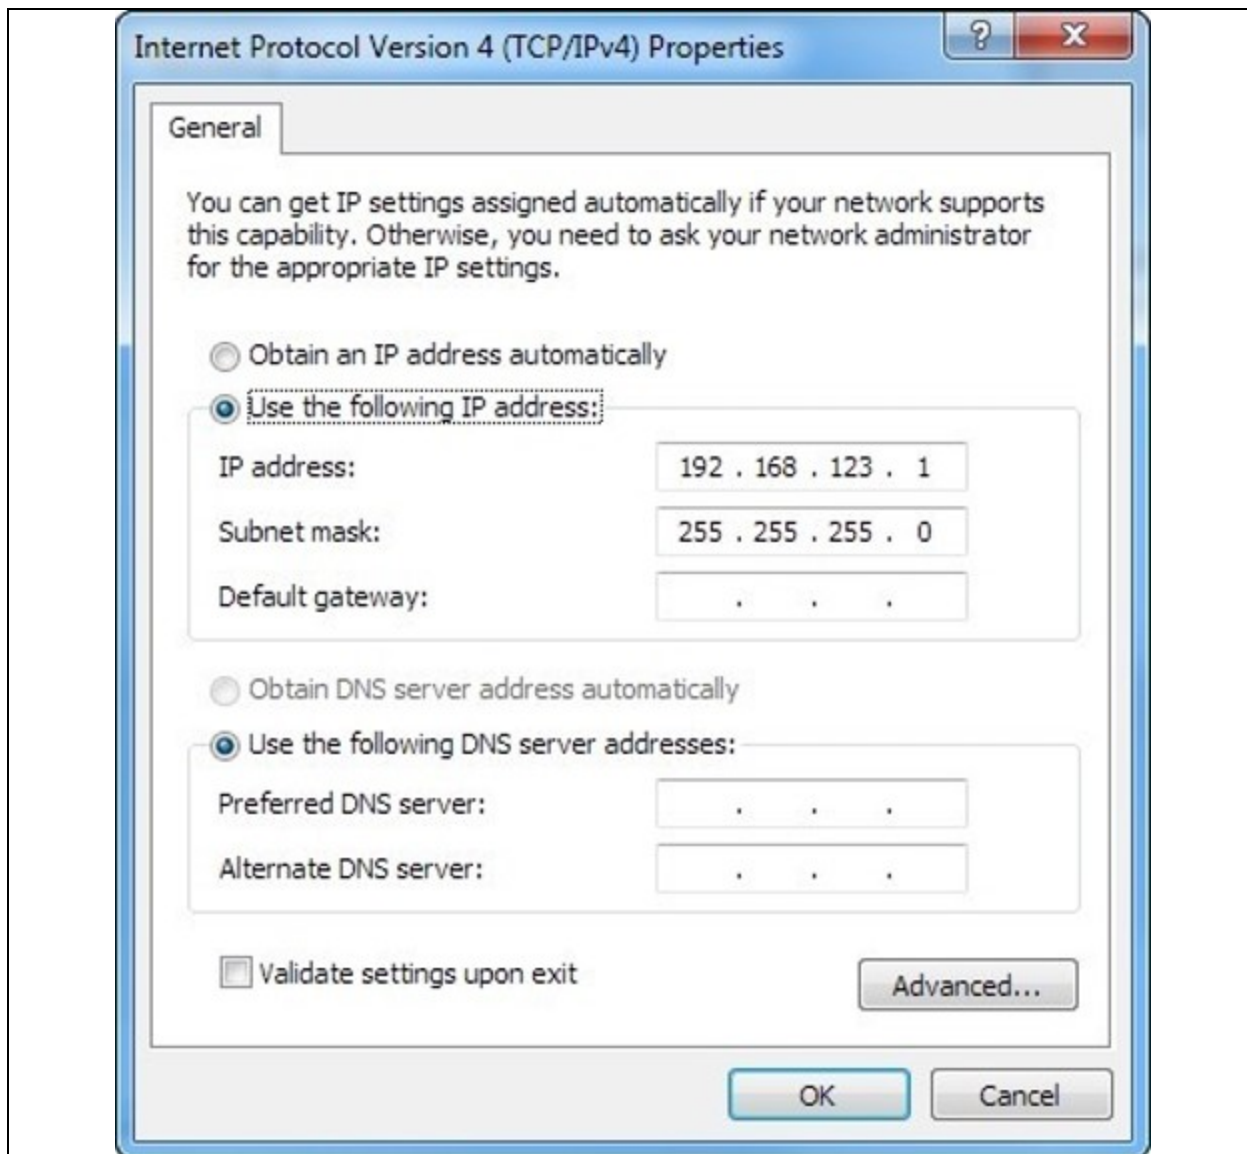 Internet Protocol Version 4 (TCP/IPv4) Properties
?
X
General
You can get IP settings assigned automatically if your network supports
this capability. Otherwise, you need to ask your network administrator
for the appropriate IP settings.
Obtain an IP address automatically
Use the following IP address:
IP address: 192 . 168 . 123 . 1
Subnet mask: 255 . 255 . 255 . 0
Default gateway: . . .
Obtain DNS server address automatically
Use the following DNS server addresses:
Preferred DNS server: . . .
Alternate DNS server: . . .
Validate settings upon exit
Advanced...
OK Cancel